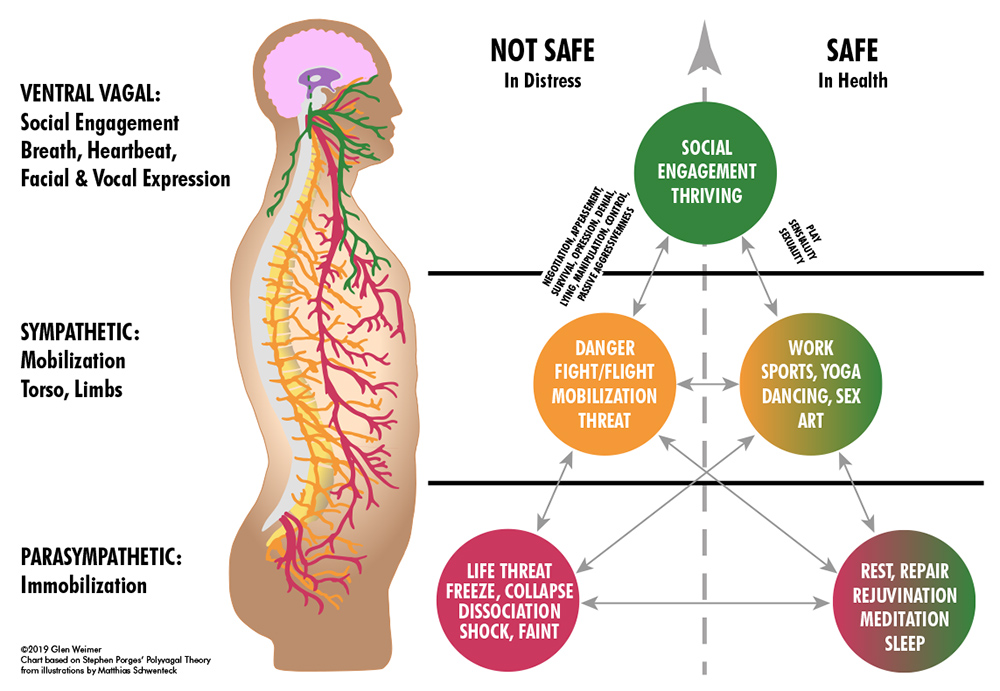 NOT SAFE
In Distress
SAFE
In Health
VENTRAL VAGAL:
Social Engagement
Breath, Heartbeat,
Facial & Vocal Expression
SOCIAL
ENGAGEMENT
THRIVING
NEGOTIATION, APPEASEMENT,
SURVIVAL, OPRESSION, DENIAL,
LYING, MANIPULATION, CONTROL,
PASSIVE AGGRESSIVEMNESS
PLAY
SENSUALITY
SEXUALITY
SYMPATHETIC:
Mobilization
Torso, Limbs
DANGER
FIGHT/FLIGHT
MOBILIZATION
THREAT
WORK
SPORTS, YOGA
DANCING, SEX
ART
PARASYMPATHETIC:
Immobilization
LIFE THREAT
FREEZE, COLLAPSE
DISSOCIATION
SHOCK, FAINT
REST, REPAIR
REJUVINATION
MEDITATION
SLEEP
©2019 Glen Weimer
Chart based on Stephen Porges' Polyvagal Theory
from illustrations by Matthias Schwenteck